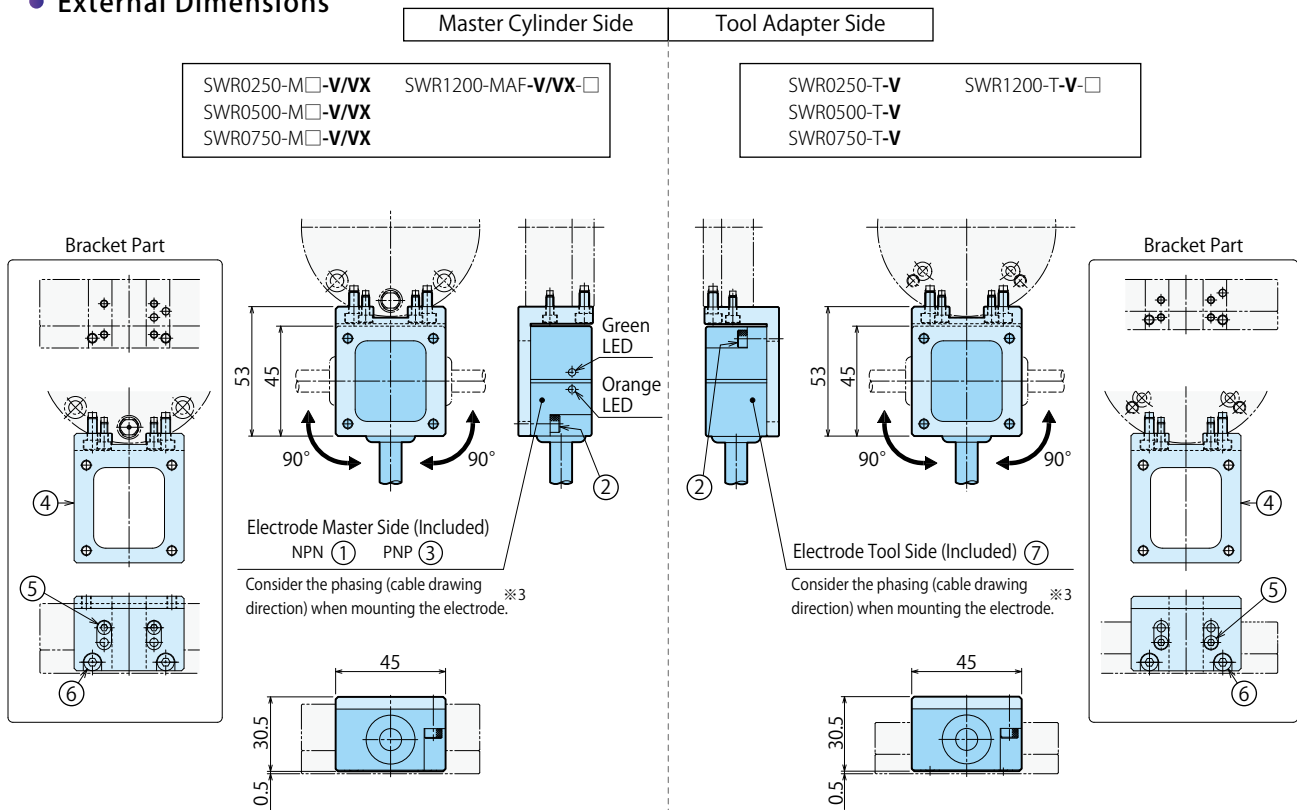 ● External Dimensions
Master Cylinder Side
Tool Adapter Side
SWR0250-M□-V/VX SWR1200-MAF-V/VX-□
SWR0500-M□-V/VX
SWR0750-M□-V/VX
SWR0250-T-V SWR1200-T-V-□
SWR0500-T-V
SWR0750-T-V
Bracket Part
④
⑤
⑥
53
45
90°
90°
Green
LED
Orange
LED
②
Electrode Master Side (Included)
NPN ① PNP ③
Consider the phasing (cable drawing
direction) when mounting the electrode.※3
45
30.5
0.5
②
53
45
90°
90°
Electrode Tool Side (Included) ⑦
Consider the phasing (cable drawing
direction) when mounting the electrode.※3
45
30.5
0.5
Bracket Part
④
⑤
⑥